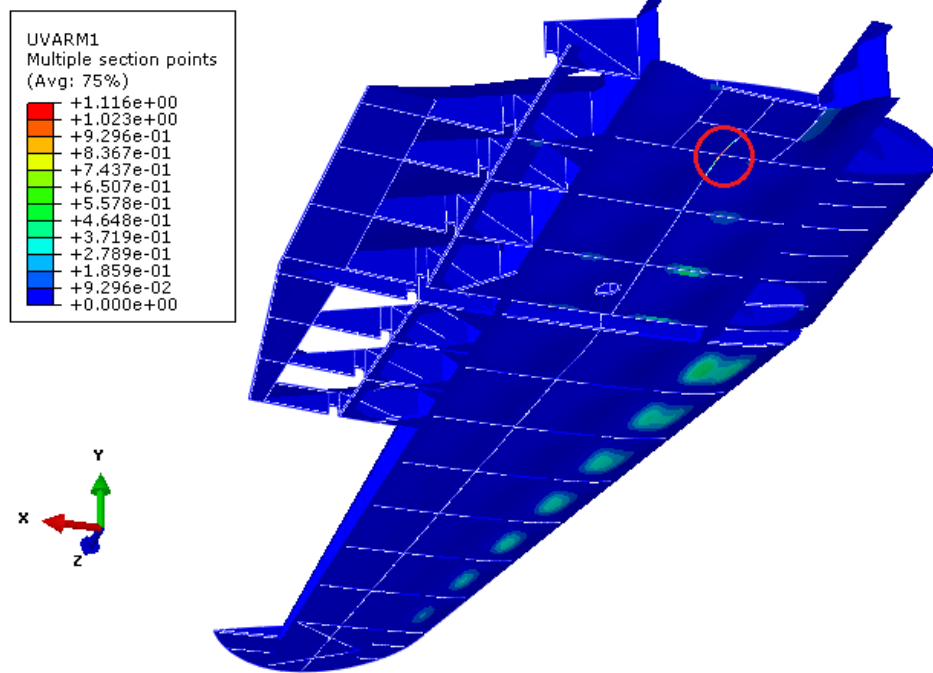 UVARM1
Multiple section points
(Avg: 75%)
+1.116e+00
+1.023e+00
+9.296e-01
+8.367e-01
+7.437e-01
+6.507e-01
+5.578e-01
+4.648e-01
+3.719e-01
+2.789e-01
+1.859e-01
+9.296e-02
+0.000e+00
Y
X
Z